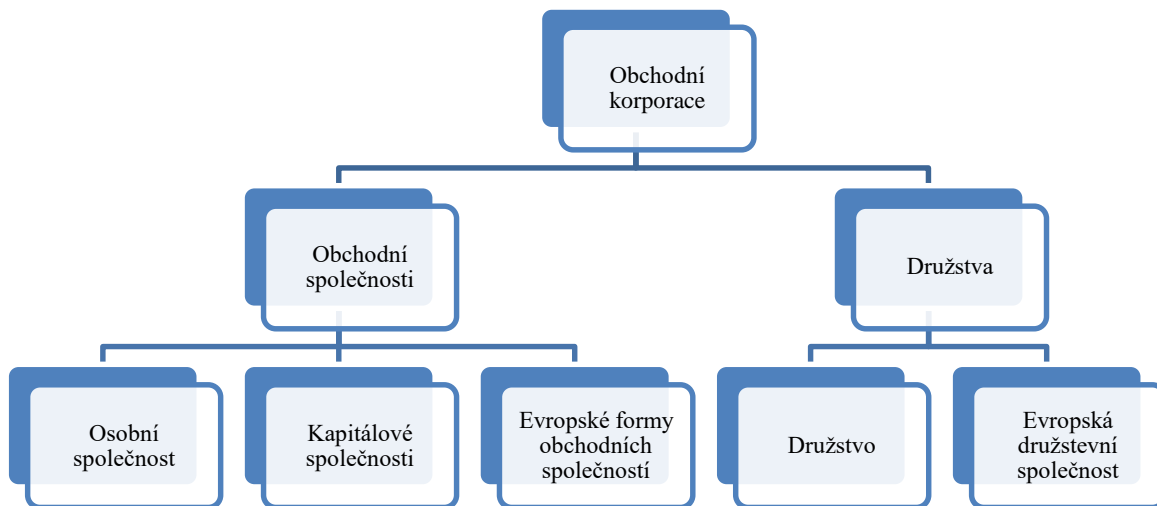 Obchodní
korporace
Obchodní
společnosti
Družstva
Osobní
společnost
Kapitálové
společnosti
Evropské formy
obchodních
společností
Družstvo
Evropská
družstevní
společnost